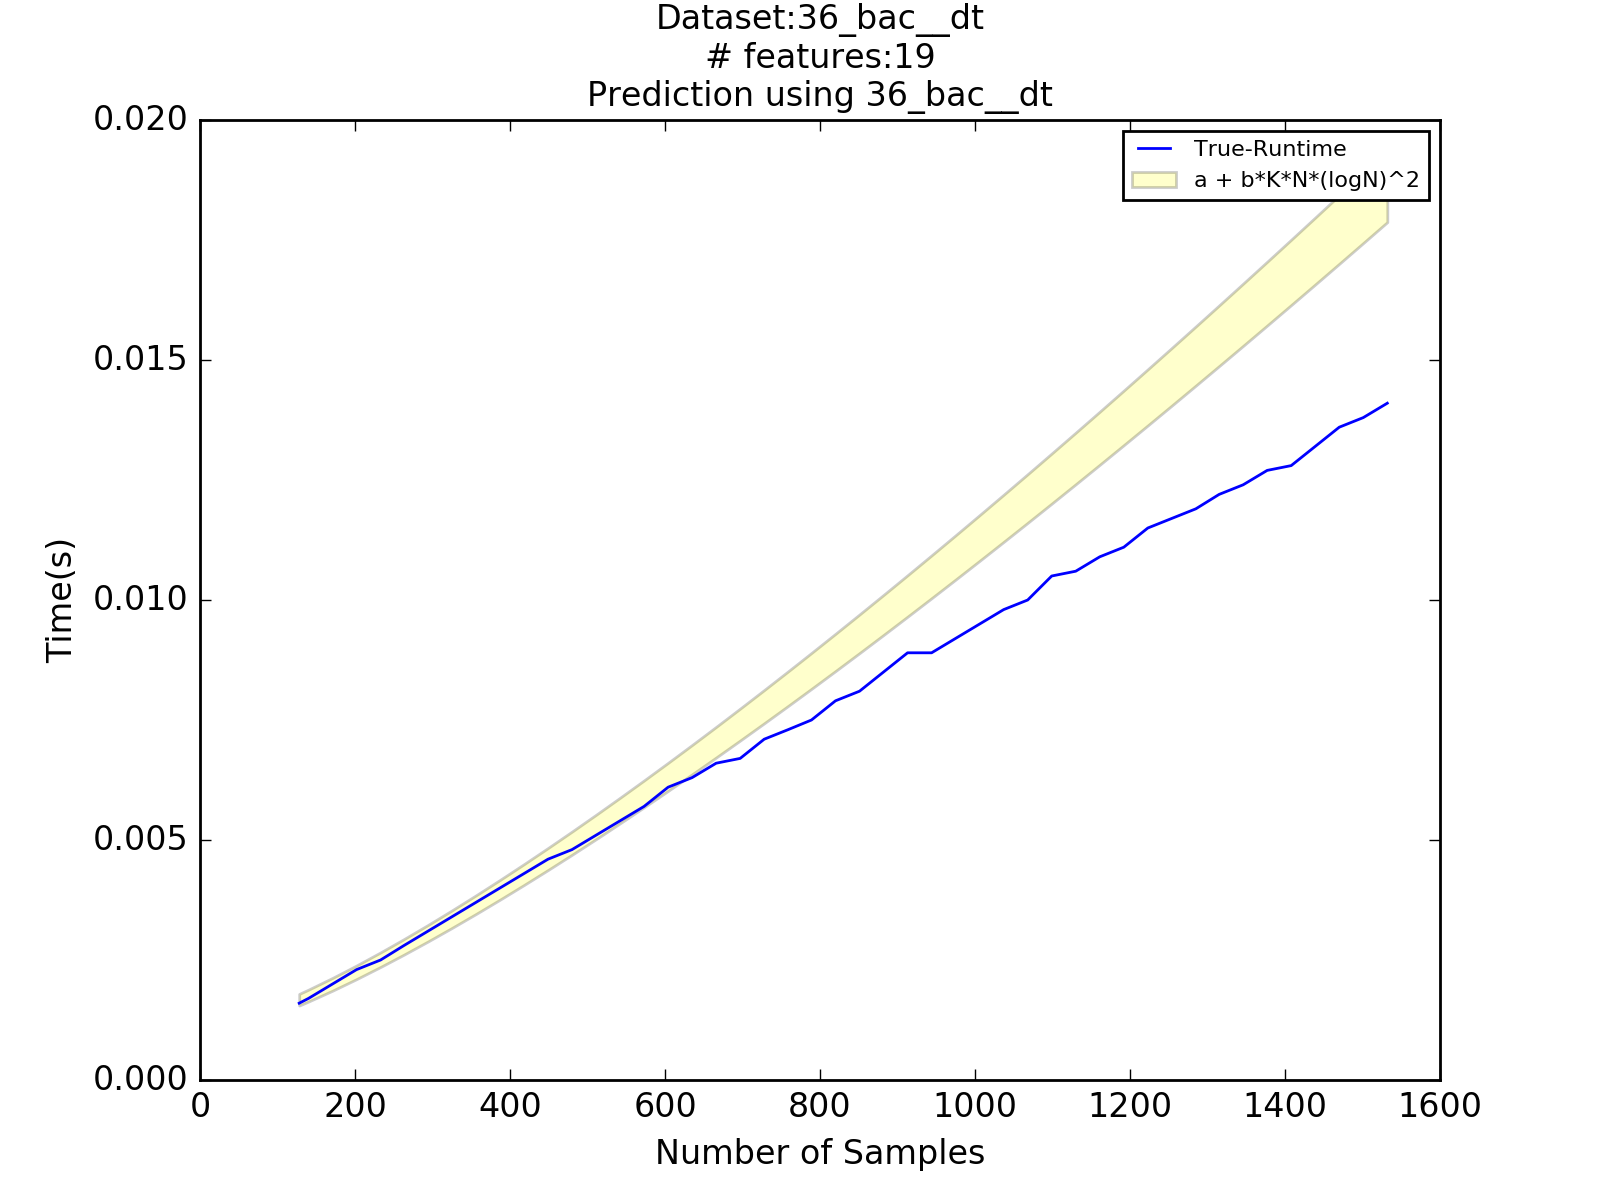 Dataset:36_bac__dt
# features:19
Prediction using 36_bac__dt
0.020
0.015
0.010
0.005
0.000
Time(s)
True-Runtime
a + b*K*N*(logN)^2
0 200 400 600 800 1000 1200 1400 1600
Number of Samples